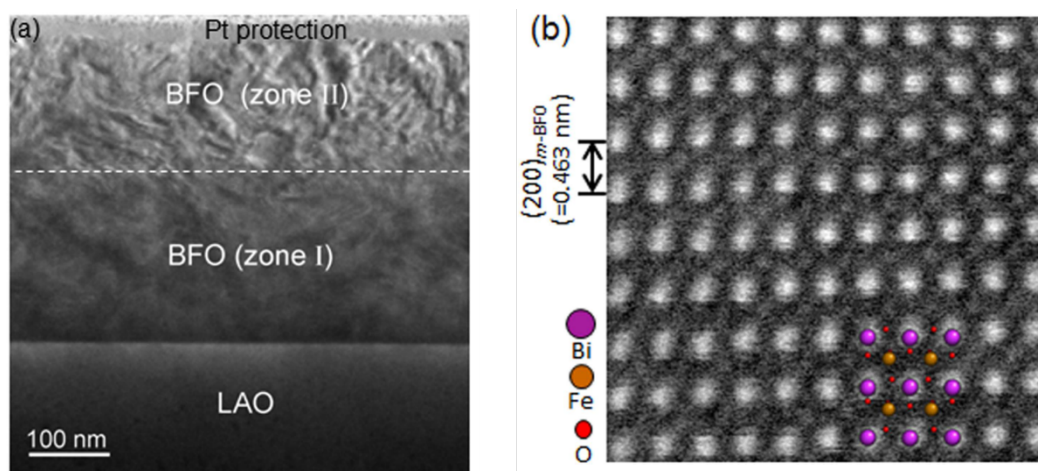 (a)
Pt protection
BFO (zone II)
BFO (zone I)
LAO
100 nm
(b)
{200}m-BFO
(=0.463 nm)
Bi
Fe
O